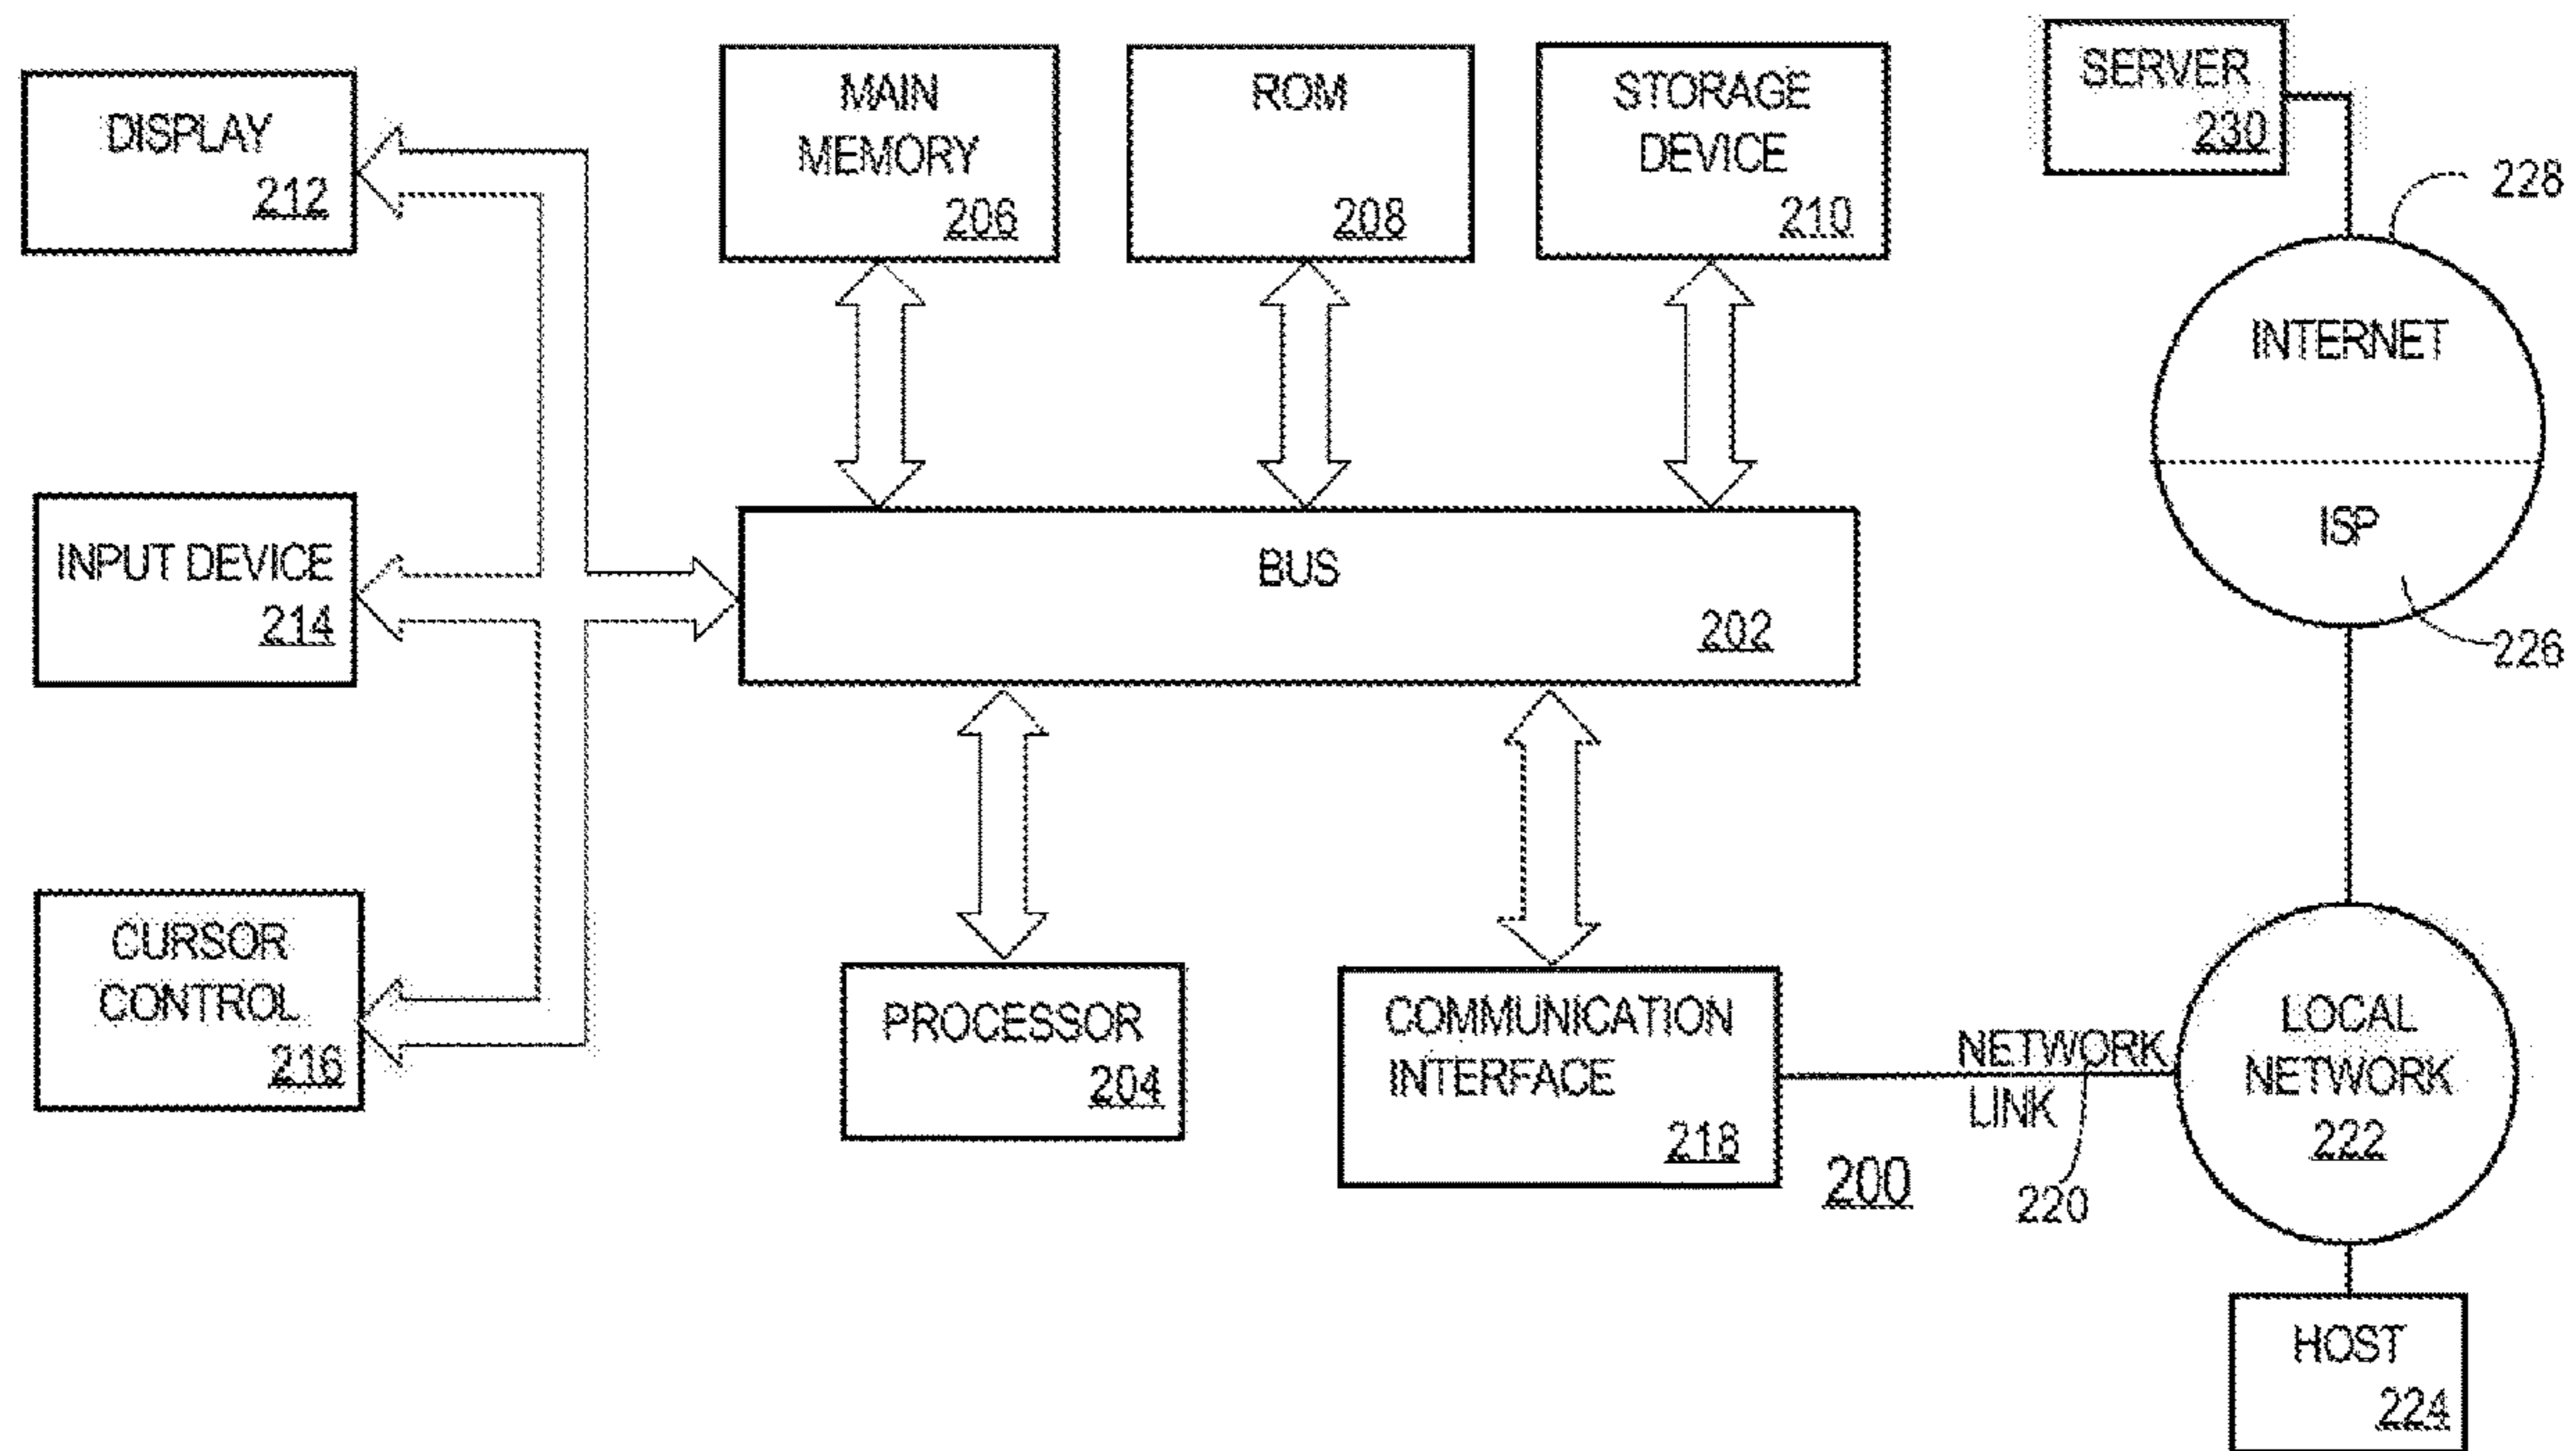 DISPLAY
212
MAIN
MEMORY
206
ROM
208
STORAGE
DEVICE
210
SERVER
230
228
INTERNET
ISP
226
INPUT DEVICE
214
BUS
202
CURSOR
CONTROL
216
PROCESSOR
204
COMMUNICATION
INTERFACE
218
200
NETWORK
LINK
220
LOCAL
NETWORK
222
HOST
224